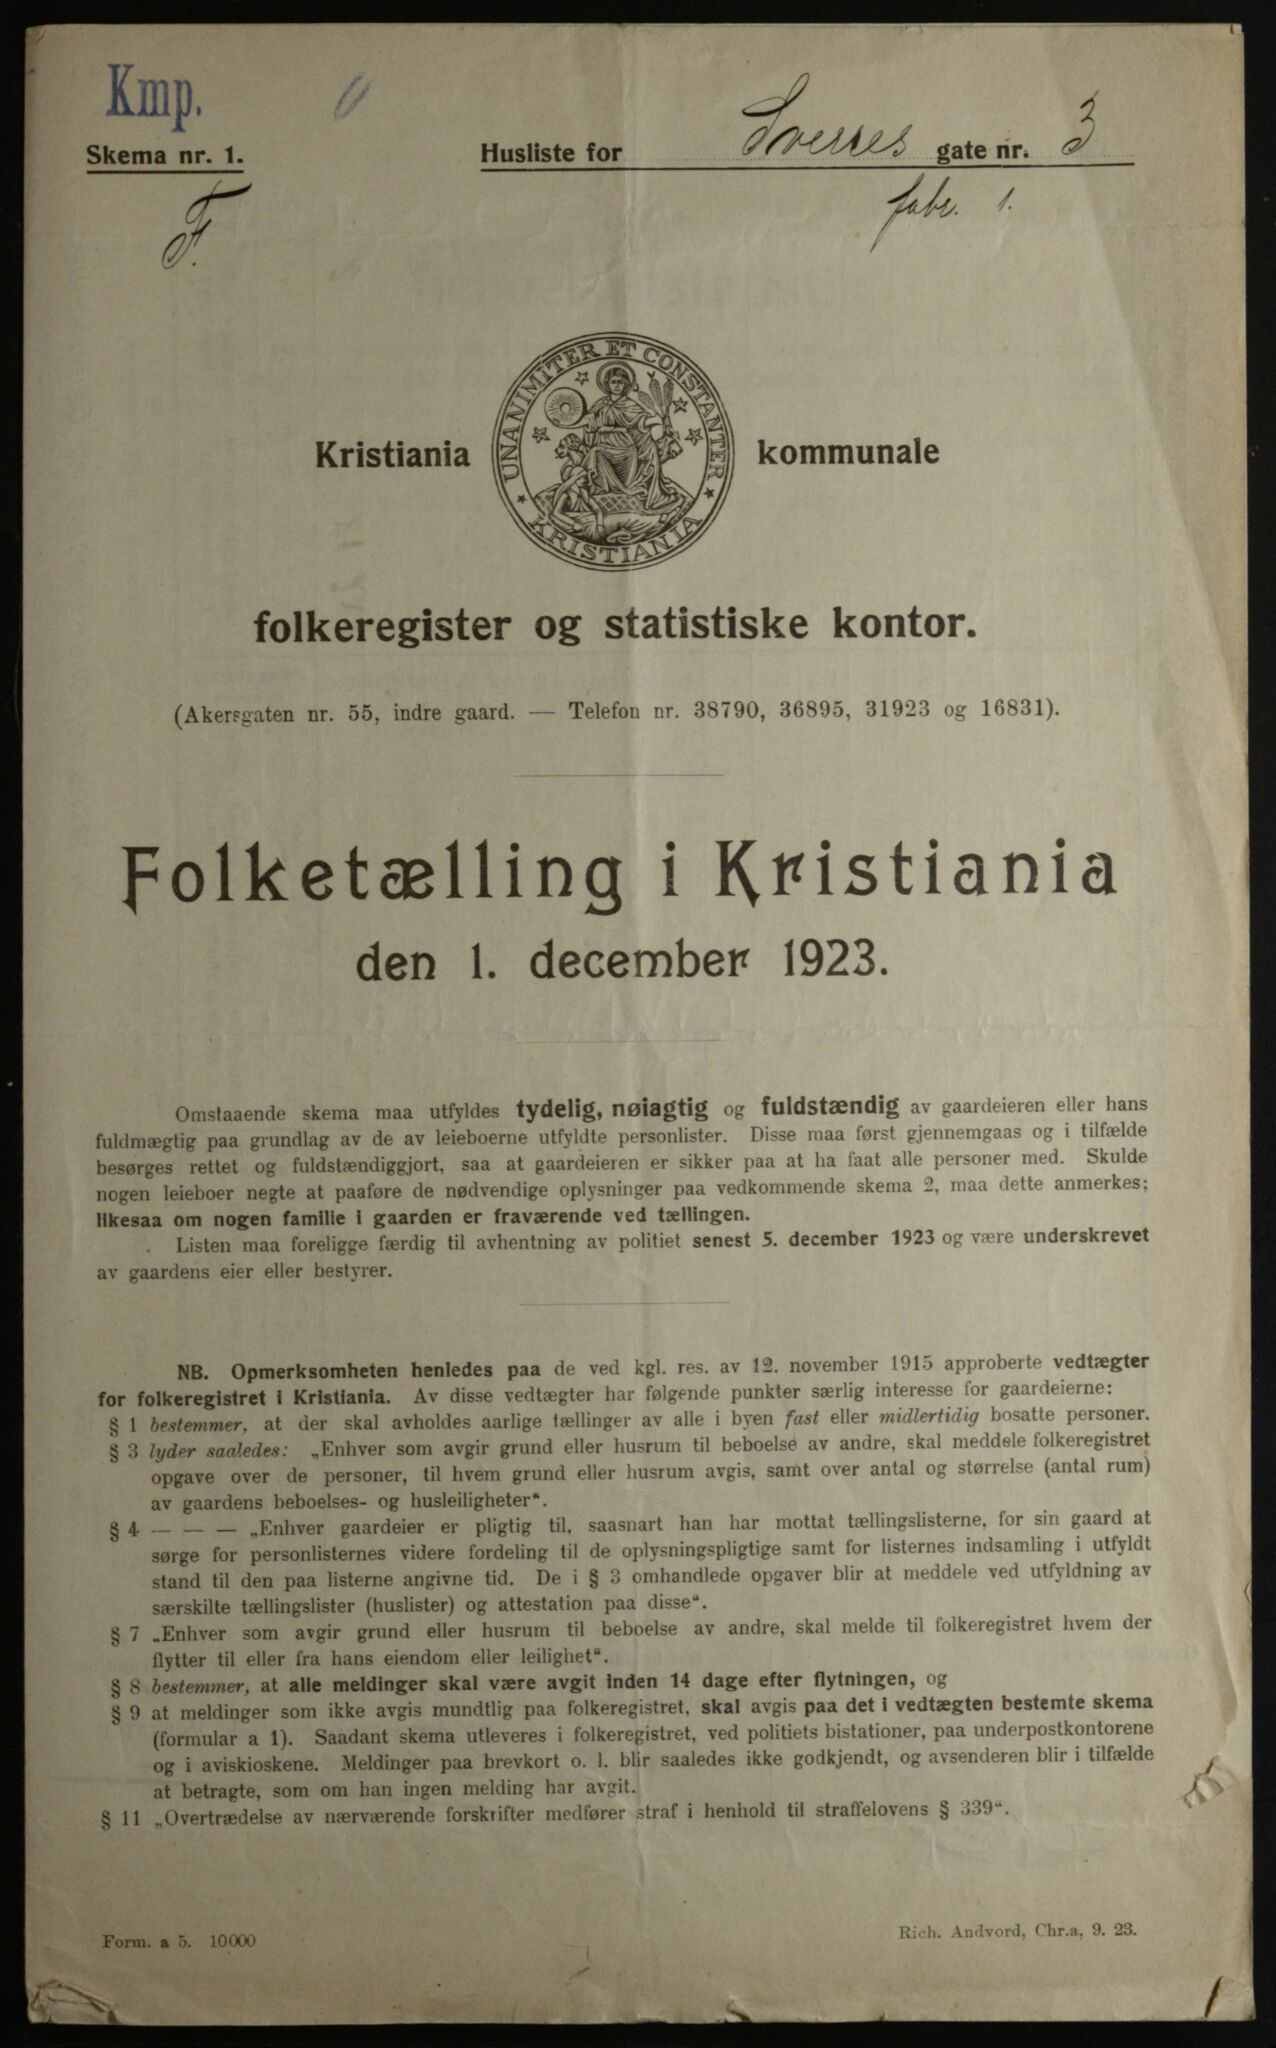 Kmp. 0
Skema nr. 1. Husliste for Sverres gate nr. 3
F. fabr. 1.
UNANIMITER ET CONSTANTER
KRISTIANIA
Kristiania kommunale
folkeregister og statistiske kontor.
(Akersgaten nr. 55, indre gaard. — Telefon nr. 38790, 36895, 31923 og 16831).
Folketælling i Kristiania
den 1. december 1923.
Omstaaende skema maa utfyldes tydelig, nøiagtig og fuldstændig av gaardeieren eller hans
fuldmægtig paa grundlag av de av leieboerne utfyldte personlister. Disse maa først gjennemgaas og i tilfælde
besørges rettet og fuldstændiggjort, saa at gaardeieren er sikker paa at ha faat alle personer med. Skulde
nogen leieboer negte at paaføre de nødvendige oplysninger paa vedkommende skema 2, maa dette anmerkes;
likesaa om nogen familie i gaarden er fraværende ved tællingen.
Listen maa foreligge færdig til avhentning av politiet senest 5. december 1923 og være underskrevet
av gaardens eier eller bestyrer.
NB. Opmerksomheten henledes paa de ved kgl. res. av 12. november 1915 approberte vedtægter
for folkeregistret i Kristiania. Av disse vedtægter har følgende punkter særlig interesse for gaardeierne:
§ 1 bestemmer, at der skal avholdes aarlige tællinger av alle i byen fast eller midlertidig bosatte personer.
§ 3 lyder saaledes: „Enhver som avgir grund eller husrum til beboelse av andre, skal meddele folkeregistret
opgave over de personer, til hvem grund eller husrum avgis, samt over antal og størrelse (antal rum)
av gaardens beboelses- og husleiligheter“.
§ 4 — — — „Enhver gaardeier er pligtig til, saasnart han har mottat tællingslisterne, for sin gaard at
sørge for personlisternes videre fordeling til de oplysningspligtige samt for listernes indsamling i utfyldt
stand til den paa listerne angivne tid. De i § 3 omhandlede opgaver blir at meddele ved utfyldning av
særskilte tællingslister (huslister) og attestation paa disse“.
§ 7 „Enhver som avgir grund eller husrum til beboelse av andre, skal melde til folkeregistret hvem der
flytter til eller fra hans eiendom eller leilighet“.
§ 8 bestemmer, at alle meldinger skal være avgit inden 14 dage efter flytningen, og
§ 9 at meldinger som ikke avgis mundtlig paa folkeregistret, skal avgis paa det i vedtægten bestemte skema
(formular a 1). Saadant skema utleveres i folkeregistret, ved politiets bistationer, paa underpostkontorene
og i aviskioskene. Meldinger paa brevkort o. l. blir saaledes ikke godkjendt, og avsenderen blir i tilfælde
at betragte, som om han ingen melding har avgit.
§ 11 „Overtrædelse av nærværende forskrifter medfører straf i henhold til straffelovens § 339“.
Form. a 5. 10000 Rich. Andvord, Chr.a, 9. 23.